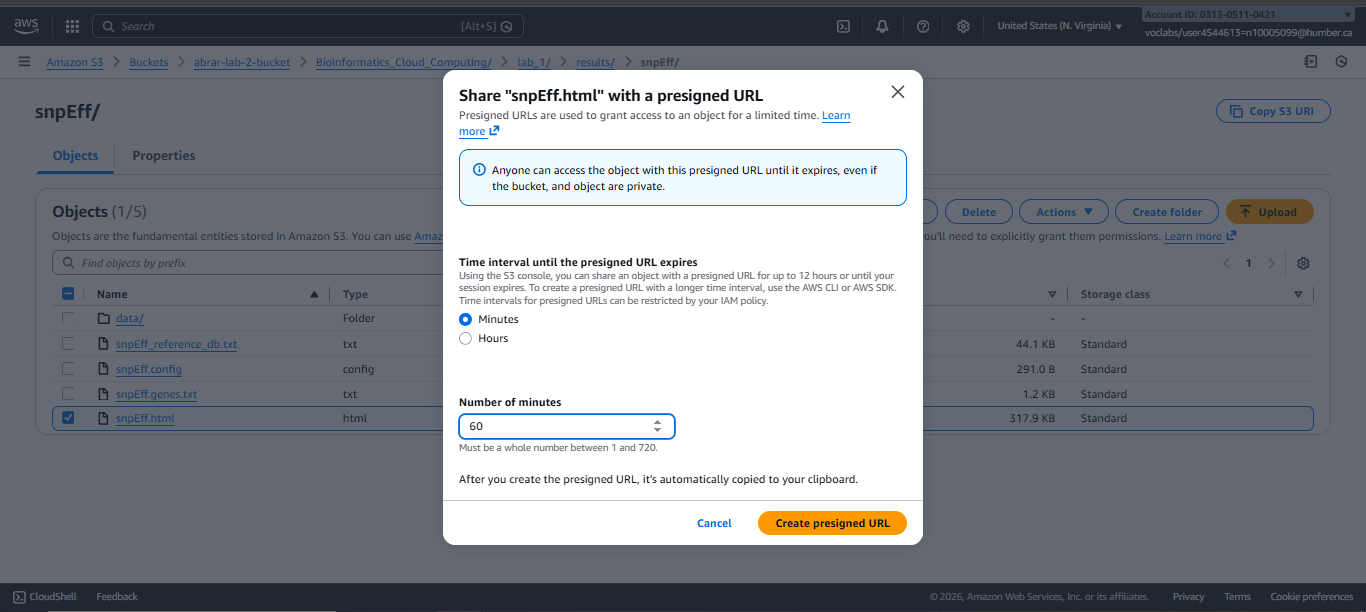 aws
Search
[Alt+S]
United States (N. Virginia)
Account ID: 0313-0511-0421
voclabs/user4544613=n10005099@humber.ca
Amazon S3
Buckets
abrar-lab-2-bucket
Bioinformatics_Cloud_Computing/
lab_1/
results/
snpEff/
snpEff/
Copy S3 URI
Objects
Properties
Objects (1/5)
Delete
Actions
Create folder
Upload
Objects are the fundamental entities stored in Amazon S3. You can use
you'll need to explicitly grant them permissions. Learn more
Find objects by prefix
1
Name
Type
Storage class
data/
Folder
-
-
snpEff_reference_db.txt
txt
44.1 KB
Standard
snpEff.config
config
291.0 B
Standard
snpEff.genes.txt
txt
1.2 KB
Standard
snpEff.html
html
317.9 KB
Standard
Share "snpEff.html" with a presigned URL
Presigned URLs are used to grant access to an object for a limited time. Learn
more
Anyone can access the object with this presigned URL until it expires, even if
the bucket, and object are private.
Time interval until the presigned URL expires
Using the S3 console, you can share an object with a presigned URL for up to 12 hours or until your
session expires. To create a presigned URL with a longer time interval, use the AWS CLI or AWS SDK.
Time intervals for presigned URLs can be restricted by your IAM policy.
Minutes
Hours
Number of minutes
60
Must be a whole number between 1 and 720.
After you create the presigned URL, it's automatically copied to your clipboard.
Cancel
Create presigned URL
CloudShell
Feedback
© 2026, Amazon Web Services, Inc. or its affiliates.
Privacy
Terms
Cookie preferences